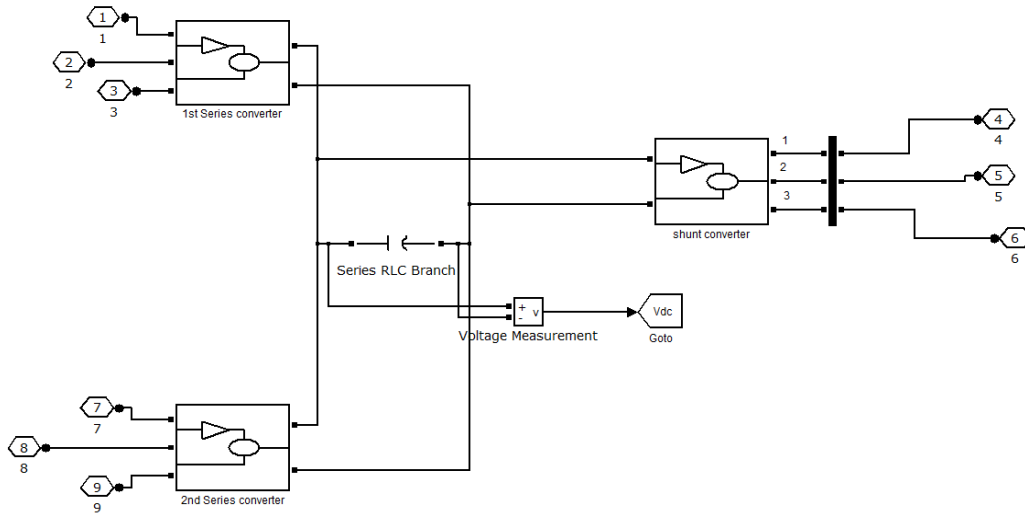 1
1
2
2
3
3
1st Series converter
1
2
3
shunt converter
4
4
5
5
6
6
Series RLC Branch
+
-
v
Voltage Measurement
Vdc
Goto
7
7
8
8
9
9
2nd Series converter